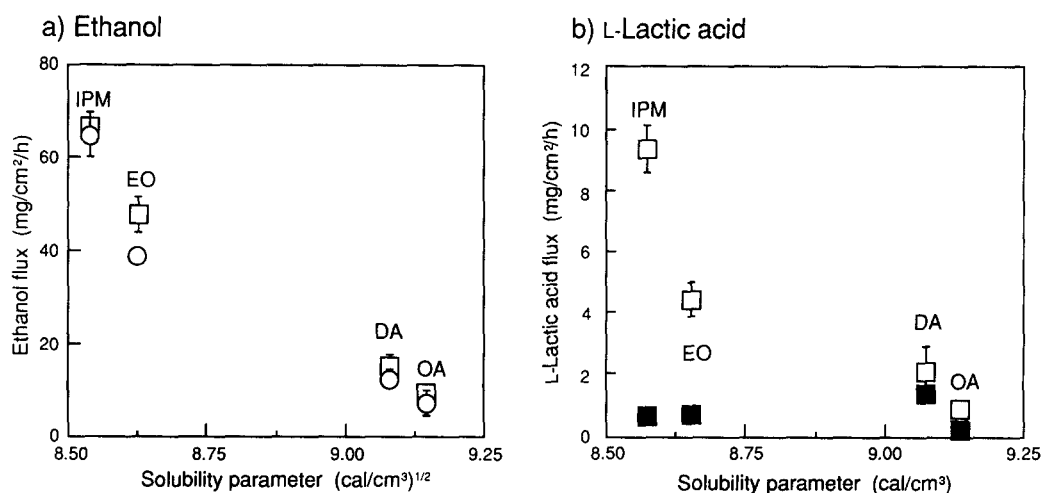 a) Ethanol
80
60
40
20
0
Ethanol flux (mg/cm²/h)
IPM
EO
DA
OA
8.50 8.75 9.00 9.25
Solubility parameter (cal/cm³)¹/²
b) L-Lactic acid
12
10
8
6
4
2
0
L-Lactic acid flux (mg/cm²/h)
IPM
EO
DA
OA
8.50 8.75 9.00 9.25
Solubility parameter (cal/cm³)